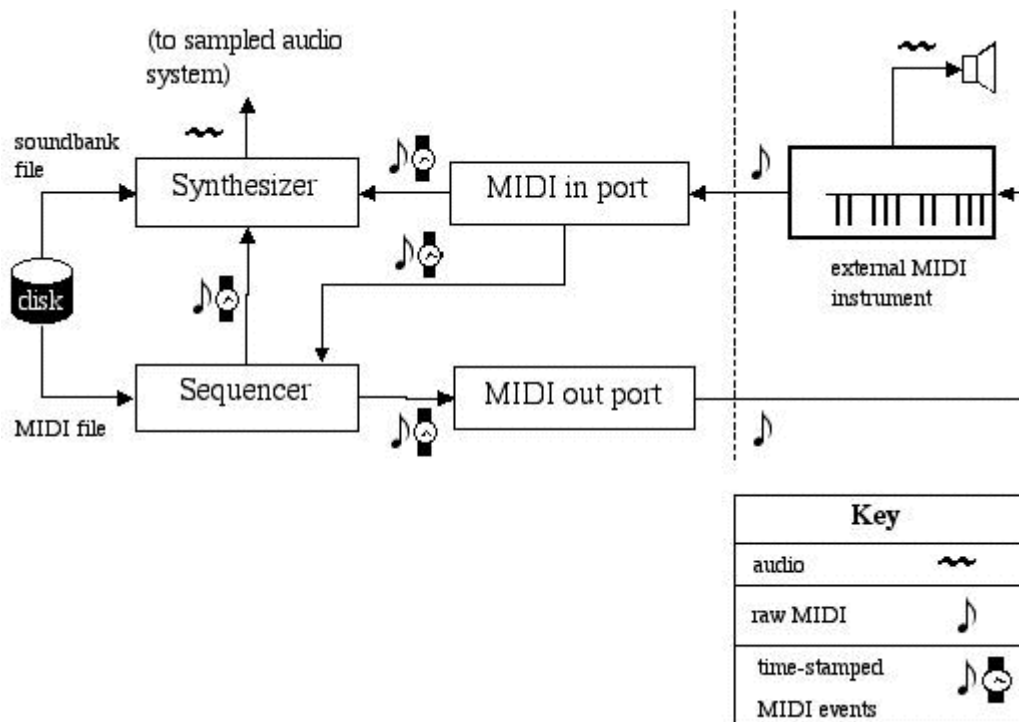 (to sampled audio
system)
soundbank
file
Synthesizer
MIDI in port
external MIDI
instrument
disk
Sequencer
MIDI out port
MIDI file
Key
audio
raw MIDI
time-stamped
MIDI events